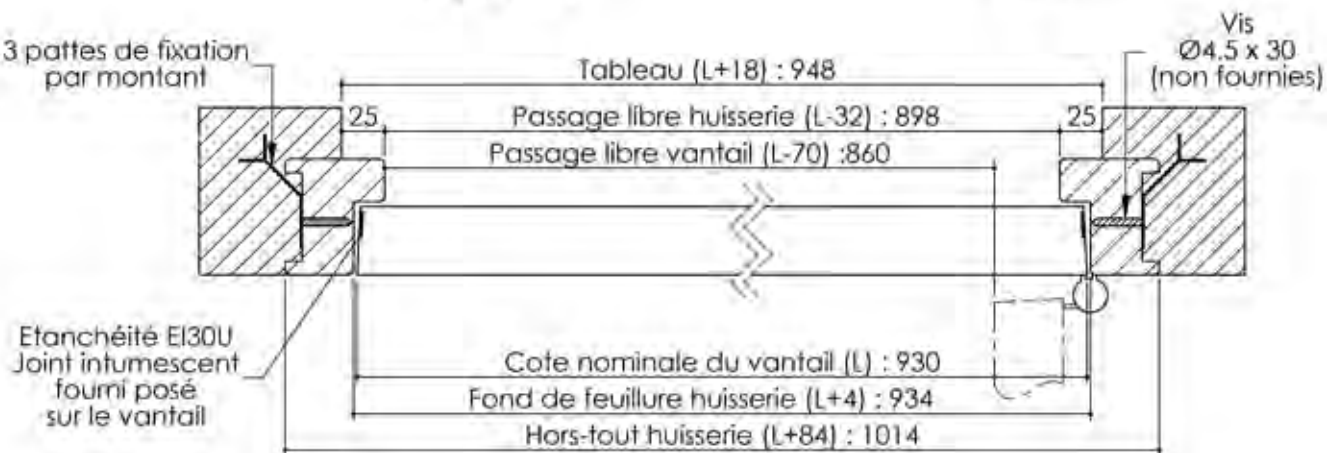 3 pattes de fixation
par montant
Vis
Ø4.5 x 30
(non fournies)
Tableau (L+18) : 948
25
Passage libre huisserie (L-32) : 898
25
Passage libre vantail (L-70) :860
Etanchéité EI30U
Joint intumescent
fourni posé
sur le vantail
Cote nominale du vantail (L) : 930
Fond de feuillure huisserie (L+4) : 934
Hors-tout huisserie (L+84) : 1014